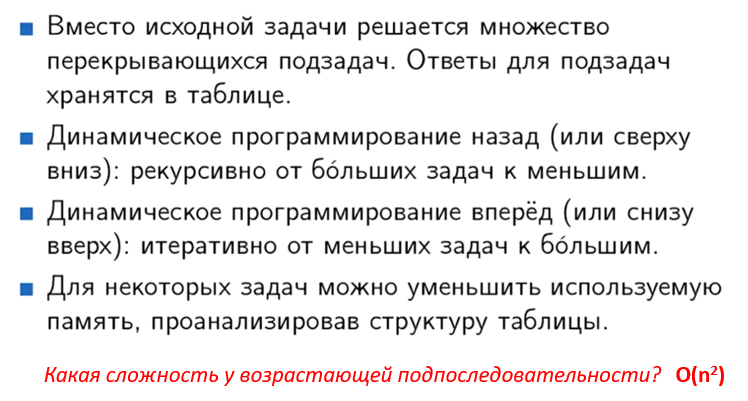 Вместо исходной задачи решается множество
перекрывающихся подзадач. Ответы для подзадач
хранятся в таблице.
Динамическое программирование назад (или сверху
вниз): рекурсивно от бо́льших задач к меньшим.
Динамическое программирование вперёд (или снизу
вверх): итеративно от меньших задач к бо́льшим.
Для некоторых задач можно уменьшить используемую
память, проанализировав структуру таблицы.
Какая сложность у возрастающей подпоследовательности? O(n²)